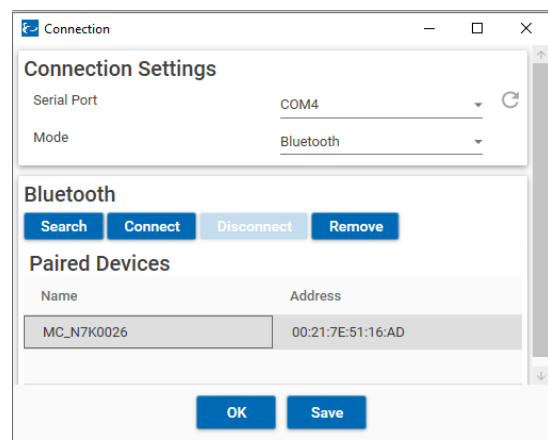 Connection
Connection Settings
Serial Port COM4
Mode Bluetooth
Bluetooth
Search Connect Disconnect Remove
Paired Devices
Name Address
MC_N7K0026 00:21:7E:51:16:AD
OK Save